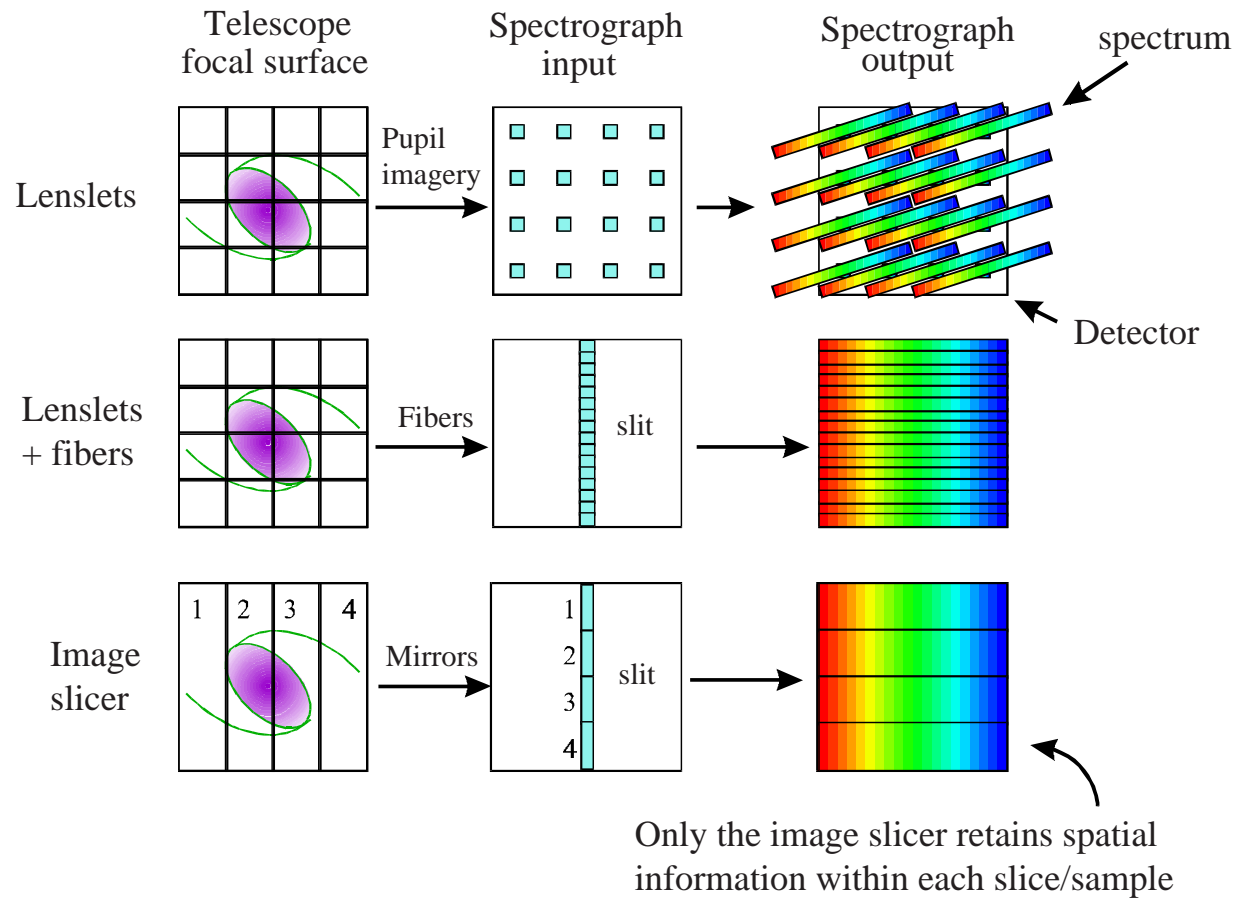 Telescope
focal surface
Spectrograph
input
Spectrograph
output
spectrum
Lenslets
Pupil
imagery
Detector
Lenslets
+ fibers
Fibers
slit
Image
slicer
1 2 3 4
Mirrors
1
2
3
4
slit
Only the image slicer retains spatial
information within each slice/sample